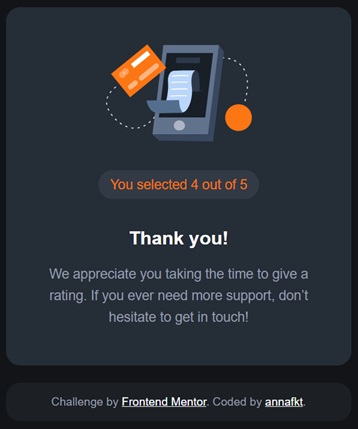 You selected 4 out of 5
Thank you!
We appreciate you taking the time to give a
rating. If you ever need more support, don’t
hesitate to get in touch!
Challenge by Frontend Mentor. Coded by annafkt.